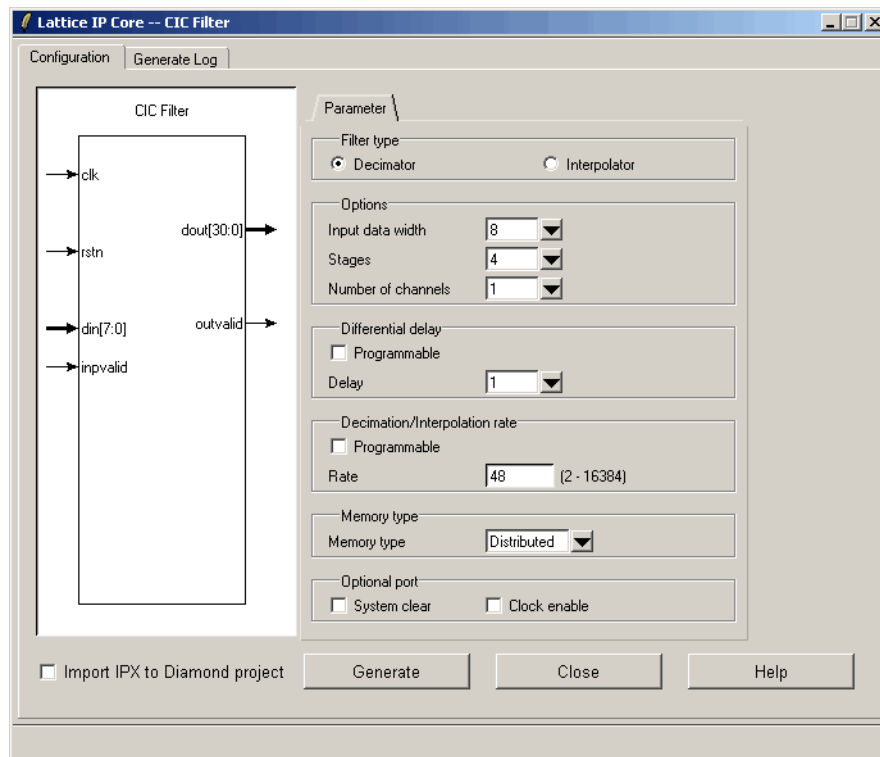 Lattice IP Core -- CIC Filter
Configuration
Generate Log
CIC Filter
clk
dout[30:0]
rstn
din[7:0]
outvalid
inpvalid
Parameter
Filter type
Decimator
Interpolator
Options
Input data width 8
Stages 4
Number of channels 1
Differential delay
Programmable
Delay 1
Decimation/Interpolation rate
Programmable
Rate 48 (2 - 16384)
Memory type
Memory type Distributed
Optional port
System clear
Clock enable
Import IPX to Diamond project
Generate
Close
Help